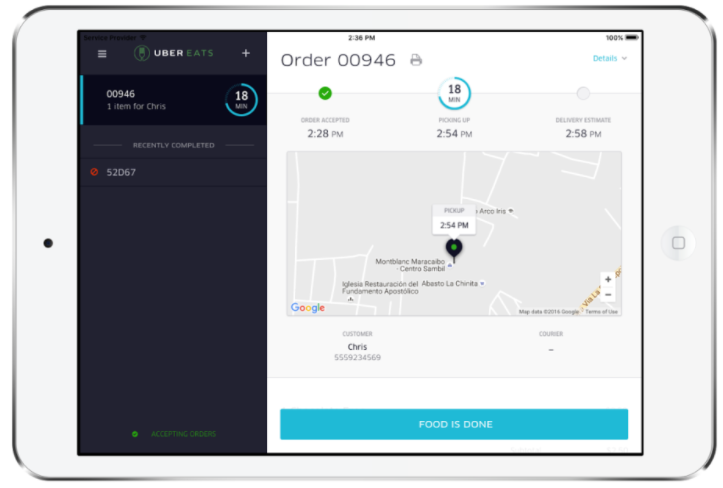 Service Provider
2:36 PM
100%
UBER EATS
+
00946
1 item for Chris
18
MIN
RECENTLY COMPLETED
52D67
ACCEPTING ORDERS
Order 00946
Details
18
MIN
ORDER ACCEPTED
2:28 PM
PICKING UP
2:54 PM
DELIVERY ESTIMATE
2:58 PM
Arco Iris
PICKUP
2:54 PM
Montblanc Maracaibo
- Centro Sambil
Iglesia Restauración del
Fundamento Apostólico
Abasto La Chinita
+
−
Google
Map data ©2016 Google
Terms of Use
CUSTOMER
Chris
5559234569
COURIER
–
FOOD IS DONE